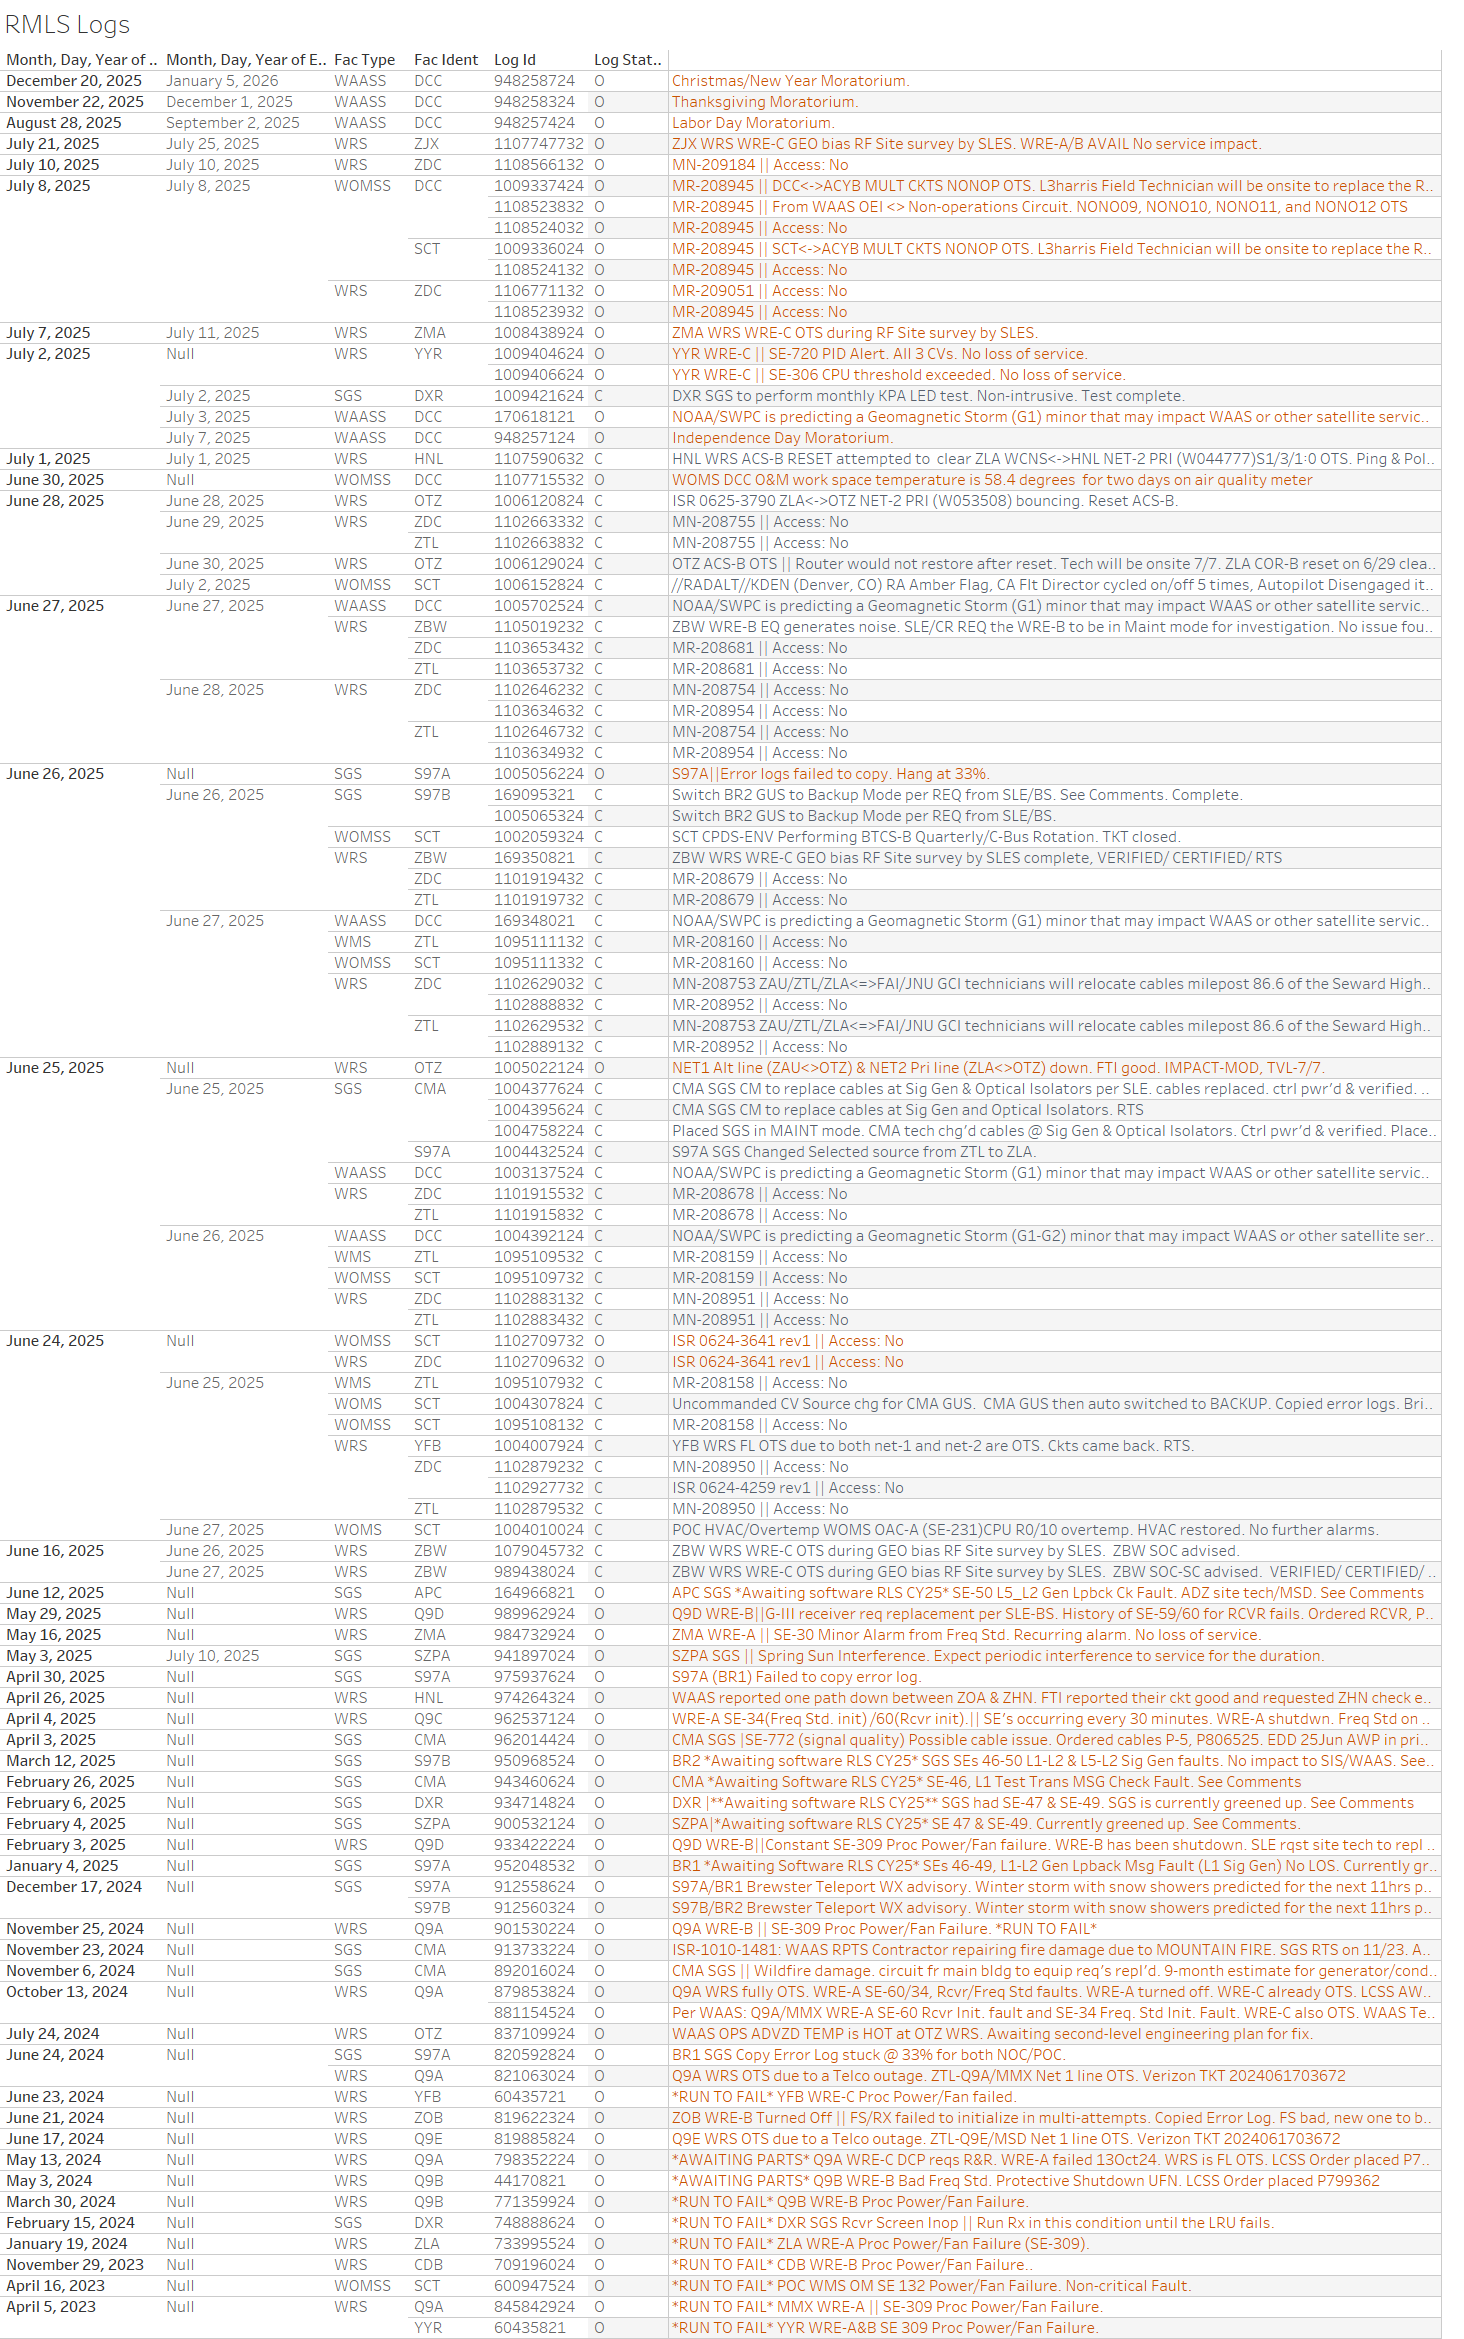 RMLS Logs
Month, Day, Year of .. Month, Day, Year of E.. Fac Type Fac Ident Log Id Log Stat..
December 20, 2025 January 5, 2026 WAASS DCC 948258724 O Christmas/New Year Moratorium.
November 22, 2025 December 1, 2025 WAASS DCC 948258324 O Thanksgiving Moratorium.
August 28, 2025 September 2, 2025 WAASS DCC 948257424 O Labor Day Moratorium.
July 21, 2025 July 25, 2025 WRS ZJX 1107747732 O ZJX WRS WRE-C GEO bias RF Site survey by SLES. WRE-A/B AVAIL No service impact.
July 10, 2025 July 10, 2025 WRS ZDC 1108566132 O MN-209184 || Access: No
July 8, 2025 July 8, 2025 WOMSS DCC 1009337424 O MR-208945 || DCC<->ACYB MULT CKTS NONOP OTS. L3harris Field Technician will be onsite to replace the R..
1108523832 O MR-208945 || From WAAS OEI <> Non-operations Circuit. NONO09, NONO10, NONO11, and NONO12 OTS
1108524032 O MR-208945 || Access: No
SCT 1009336024 O MR-208945 || SCT<->ACYB MULT CKTS NONOP OTS. L3harris Field Technician will be onsite to replace the R..
1108524132 O MR-208945 || Access: No
WRS ZDC 1106771132 O MR-209051 || Access: No
1108523932 O MR-208945 || Access: No
July 7, 2025 July 11, 2025 WRS ZMA 1008438924 O ZMA WRS WRE-C OTS during RF Site survey by SLES.
July 2, 2025 Null WRS YYR 1009404624 O YYR WRE-C || SE-720 PID Alert. All 3 CVs. No loss of service.
1009406624 O YYR WRE-C || SE-306 CPU threshold exceeded. No loss of service.
July 2, 2025 SGS DXR 1009421624 C DXR SGS to perform monthly KPA LED test. Non-intrusive. Test complete.
July 3, 2025 WAASS DCC 170618121 O NOAA/SWPC is predicting a Geomagnetic Storm (G1) minor that may impact WAAS or other satellite servic..
July 7, 2025 WAASS DCC 948257124 O Independence Day Moratorium.
July 1, 2025 July 1, 2025 WRS HNL 1107590632 C HNL WRS ACS-B RESET attempted to clear ZLA WCNS<->HNL NET-2 PRI (W044777)S1/3/1:0 OTS. Ping & Pol..
June 30, 2025 Null WOMSS DCC 1107715532 O WOMS DCC O&M work space temperature is 58.4 degrees for two days on air quality meter
June 28, 2025 June 28, 2025 WRS OTZ 1006120824 C ISR 0625-3790 ZLA<->OTZ NET-2 PRI (W053508) bouncing. Reset ACS-B.
June 29, 2025 WRS ZDC 1102663332 C MN-208755 || Access: No
ZTL 1102663832 C MN-208755 || Access: No
June 30, 2025 WRS OTZ 1006129024 C OTZ ACS-B OTS || Router would not restore after reset. Tech will be onsite 7/7. ZLA COR-B reset on 6/29 clea..
July 2, 2025 WOMSS SCT 1006152824 C //RADALT//KDEN (Denver, CO) RA Amber Flag, CA Flt Director cycled on/off 5 times, Autopilot Disengaged it..
June 27, 2025 June 27, 2025 WAASS DCC 1005702524 C NOAA/SWPC is predicting a Geomagnetic Storm (G1) minor that may impact WAAS or other satellite servic..
WRS ZBW 1105019232 C ZBW WRE-B EQ generates noise. SLE/CR REQ the WRE-B to be in Maint mode for investigation. No issue fou..
ZDC 1103653432 C MR-208681 || Access: No
ZTL 1103653732 C MR-208681 || Access: No
June 28, 2025 WRS ZDC 1102646232 C MN-208754 || Access: No
1103634632 C MR-208954 || Access: No
ZTL 1102646732 C MN-208754 || Access: No
1103634932 C MR-208954 || Access: No
June 26, 2025 Null SGS S97A 1005056224 O S97A||Error logs failed to copy. Hang at 33%.
June 26, 2025 SGS S97B 169095321 C Switch BR2 GUS to Backup Mode per REQ from SLE/BS. See Comments. Complete.
1005065324 C Switch BR2 GUS to Backup Mode per REQ from SLE/BS.
WOMSS SCT 1002059324 C SCT CPDS-ENV Performing BTCS-B Quarterly/C-Bus Rotation. TKT closed.
WRS ZBW 169350821 C ZBW WRS WRE-C GEO bias RF Site survey by SLES complete, VERIFIED/ CERTIFIED/ RTS
ZDC 1101919432 C MR-208679 || Access: No
ZTL 1101919732 C MR-208679 || Access: No
June 27, 2025 WAASS DCC 169348021 C NOAA/SWPC is predicting a Geomagnetic Storm (G1) minor that may impact WAAS or other satellite servic..
WMS ZTL 1095111132 C MR-208160 || Access: No
WOMSS SCT 1095111332 C MR-208160 || Access: No
WRS ZDC 1102629032 C MN-208753 ZAU/ZTL/ZLA<=>FAI/JNU GCI technicians will relocate cables milepost 86.6 of the Seward High..
1102888832 C MR-208952 || Access: No
ZTL 1102629532 C MN-208753 ZAU/ZTL/ZLA<=>FAI/JNU GCI technicians will relocate cables milepost 86.6 of the Seward High..
1102889132 C MR-208952 || Access: No
June 25, 2025 Null WRS OTZ 1005022124 O NET1 Alt line (ZAU<>OTZ) & NET2 Pri line (ZLA<>OTZ) down. FTI good. IMPACT-MOD, TVL-7/7.
June 25, 2025 SGS CMA 1004377624 C CMA SGS CM to replace cables at Sig Gen & Optical Isolators per SLE. cables replaced. ctrl pwr'd & verified. ..
1004395624 C CMA SGS CM to replace cables at Sig Gen and Optical Isolators. RTS
1004758224 C Placed SGS in MAINT mode. CMA tech chg'd cables @ Sig Gen & Optical Isolators. Ctrl pwr'd & verified. Place..
S97A 1004432524 C S97A SGS Changed Selected source from ZTL to ZLA.
WAASS DCC 1003137524 C NOAA/SWPC is predicting a Geomagnetic Storm (G1) minor that may impact WAAS or other satellite servic..
WRS ZDC 1101915532 C MR-208678 || Access: No
ZTL 1101915832 C MR-208678 || Access: No
June 26, 2025 WAASS DCC 1004392124 C NOAA/SWPC is predicting a Geomagnetic Storm (G1-G2) minor that may impact WAAS or other satellite ser..
WMS ZTL 1095109532 C MR-208159 || Access: No
WOMSS SCT 1095109732 C MR-208159 || Access: No
WRS ZDC 1102883132 C MN-208951 || Access: No
ZTL 1102883432 C MN-208951 || Access: No
June 24, 2025 Null WOMSS SCT 1102709732 O ISR 0624-3641 rev1 || Access: No
WRS ZDC 1102709632 O ISR 0624-3641 rev1 || Access: No
June 25, 2025 WMS ZTL 1095107932 C MR-208158 || Access: No
WOMS SCT 1004307824 C Uncommanded CV Source chg for CMA GUS. CMA GUS then auto switched to BACKUP. Copied error logs. Bri..
WOMSS SCT 1095108132 C MR-208158 || Access: No
WRS YFB 1004007924 C YFB WRS FL OTS due to both net-1 and net-2 are OTS. Ckts came back. RTS.
ZDC 1102879232 C MN-208950 || Access: No
1102927732 C ISR 0624-4259 rev1 || Access: No
ZTL 1102879532 C MN-208950 || Access: No
June 27, 2025 WOMS SCT 1004010024 C POC HVAC/Overtemp WOMS OAC-A (SE-231)CPU R0/10 overtemp. HVAC restored. No further alarms.
June 16, 2025 June 26, 2025 WRS ZBW 1079045732 C ZBW WRS WRE-C OTS during GEO bias RF Site survey by SLES. ZBW SOC advised.
June 27, 2025 WRS ZBW 989438024 C ZBW WRS WRE-C OTS during GEO bias RF Site survey by SLES. ZBW SOC-SC advised. VERIFIED/ CERTIFIED/ ..
June 12, 2025 Null SGS APC 164966821 O APC SGS *Awaiting software RLS CY25* SE-50 L5_L2 Gen Lpbck Ck Fault. ADZ site tech/MSD. See Comments
May 29, 2025 Null WRS Q9D 989962924 O Q9D WRE-B||G-III receiver req replacement per SLE-BS. History of SE-59/60 for RCVR fails. Ordered RCVR, P..
May 16, 2025 Null WRS ZMA 984732924 O ZMA WRE-A || SE-30 Minor Alarm from Freq Std. Recurring alarm. No loss of service.
May 3, 2025 July 10, 2025 SGS SZPA 941897024 O SZPA SGS || Spring Sun Interference. Expect periodic interference to service for the duration.
April 30, 2025 Null SGS S97A 975937624 O S97A (BR1) Failed to copy error log.
April 26, 2025 Null WRS HNL 974264324 O WAAS reported one path down between ZOA & ZHN. FTI reported their ckt good and requested ZHN check e..
April 4, 2025 Null WRS Q9C 962537124 O WRE-A SE-34(Freq Std. init) /60(Rcvr init).|| SE's occurring every 30 minutes. WRE-A shutdwn. Freq Std on ..
April 3, 2025 Null SGS CMA 962014424 O CMA SGS |SE-772 (signal quality) Possible cable issue. Ordered cables P-5, P806525. EDD 25Jun AWP in pri..
March 12, 2025 Null SGS S97B 950968524 O BR2 *Awaiting software RLS CY25* SGS SEs 46-50 L1-L2 & L5-L2 Sig Gen faults. No impact to SIS/WAAS. See..
February 26, 2025 Null SGS CMA 943460624 O CMA *Awaiting Software RLS CY25* SE-46, L1 Test Trans MSG Check Fault. See Comments
February 6, 2025 Null SGS DXR 934714824 O DXR |**Awaiting software RLS CY25** SGS had SE-47 & SE-49. SGS is currently greened up. See Comments
February 4, 2025 Null SGS SZPA 900532124 O SZPA|*Awaiting software RLS CY25* SE 47 & SE-49. Currently greened up. See Comments.
February 3, 2025 Null WRS Q9D 933422224 O Q9D WRE-B||Constant SE-309 Proc Power/Fan failure. WRE-B has been shutdown. SLE rqst site tech to repl ..
January 4, 2025 Null SGS S97A 952048532 O BR1 *Awaiting Software RLS CY25* SEs 46-49, L1-L2 Gen Lpback Msg Fault (L1 Sig Gen) No LOS. Currently gr..
December 17, 2024 Null SGS S97A 912558624 O S97A/BR1 Brewster Teleport WX advisory. Winter storm with snow showers predicted for the next 11hrs p..
S97B 912560324 O S97B/BR2 Brewster Teleport WX advisory. Winter storm with snow showers predicted for the next 11hrs p..
November 25, 2024 Null WRS Q9A 901530224 O Q9A WRE-B || SE-309 Proc Power/Fan Failure. *RUN TO FAIL*
November 23, 2024 Null SGS CMA 913733224 O ISR-1010-1481: WAAS RPTS Contractor repairing fire damage due to MOUNTAIN FIRE. SGS RTS on 11/23. A..
November 6, 2024 Null SGS CMA 892016024 O CMA SGS || Wildfire damage. circuit fr main bldg to equip req's repl'd. 9-month estimate for generator/cond..
October 13, 2024 Null WRS Q9A 879853824 O Q9A WRS fully OTS. WRE-A SE-60/34, Rcvr/Freq Std faults. WRE-A turned off. WRE-C already OTS. LCSS AW..
881154524 O Per WAAS: Q9A/MMX WRE-A SE-60 Rcvr Init. fault and SE-34 Freq. Std Init. Fault. WRE-C also OTS. WAAS Te..
July 24, 2024 Null WRS OTZ 837109924 O WAAS OPS ADVZD TEMP is HOT at OTZ WRS. Awaiting second-level engineering plan for fix.
June 24, 2024 Null SGS S97A 820592824 O BR1 SGS Copy Error Log stuck @ 33% for both NOC/POC.
WRS Q9A 821063024 O Q9A WRS OTS due to a Telco outage. ZTL-Q9A/MMX Net 1 line OTS. Verizon TKT 2024061703672
June 23, 2024 Null WRS YFB 60435721 O *RUN TO FAIL* YFB WRE-C Proc Power/Fan failed.
June 21, 2024 Null WRS ZOB 819622324 O ZOB WRE-B Turned Off || FS/RX failed to initialize in multi-attempts. Copied Error Log. FS bad, new one to b..
June 17, 2024 Null WRS Q9E 819885824 O Q9E WRS OTS due to a Telco outage. ZTL-Q9E/MSD Net 1 line OTS. Verizon TKT 2024061703672
May 13, 2024 Null WRS Q9A 798352224 O *AWAITING PARTS* Q9A WRE-C DCP reqs R&R. WRE-A failed 13Oct24. WRS is FL OTS. LCSS Order placed P7..
May 3, 2024 Null WRS Q9B 44170821 O *AWAITING PARTS* Q9B WRE-B Bad Freq Std. Protective Shutdown UFN. LCSS Order placed P799362
March 30, 2024 Null WRS Q9B 771359924 O *RUN TO FAIL* Q9B WRE-B Proc Power/Fan Failure.
February 15, 2024 Null SGS DXR 748888624 O *RUN TO FAIL* DXR SGS Rcvr Screen Inop || Run Rx in this condition until the LRU fails.
January 19, 2024 Null WRS ZLA 733995524 O *RUN TO FAIL* ZLA WRE-A Proc Power/Fan Failure (SE-309).
November 29, 2023 Null WRS CDB 709196024 O *RUN TO FAIL* CDB WRE-B Proc Power/Fan Failure..
April 16, 2023 Null WOMSS SCT 600947524 O *RUN TO FAIL* POC WMS OM SE 132 Power/Fan Failure. Non-critical Fault.
April 5, 2023 Null WRS Q9A 845842924 O *RUN TO FAIL* MMX WRE-A || SE-309 Proc Power/Fan Failure.
YYR 60435821 O *RUN TO FAIL* YYR WRE-A&B SE 309 Proc Power/Fan Failure.